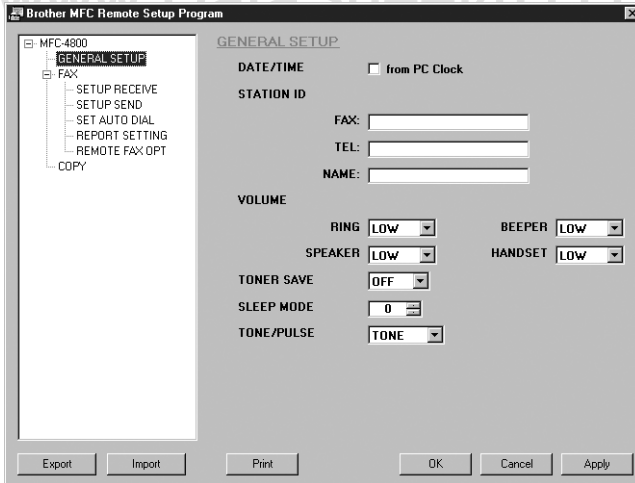 Brother MFC Remote Setup Program
MFC-4800
GENERAL SETUP
FAX
SETUP RECEIVE
SETUP SEND
SET AUTO DIAL
REPORT SETTING
REMOTE FAX OPT
COPY
GENERAL SETUP
DATE/TIME from PC Clock
STATION ID
FAX:
TEL:
NAME:
VOLUME
RING LOW BEEPER LOW
SPEAKER LOW HANDSET LOW
TONER SAVE OFF
SLEEP MODE 0
TONE/PULSE TONE
Export Import Print OK Cancel Apply